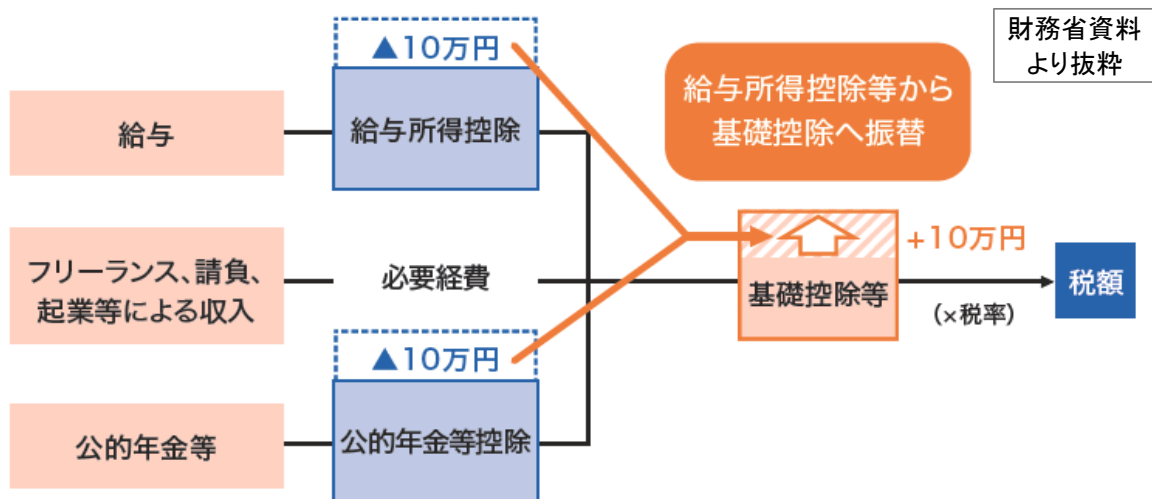 財務省資料
より抜粋
▲10万円
給与所得控除等から
基礎控除へ振替
給与
給与所得控除
フリーランス、請負、
起業等による収入
必要経費
+10万円
基礎控除等
(×税率)
税額
▲10万円
公的年金等
公的年金等控除